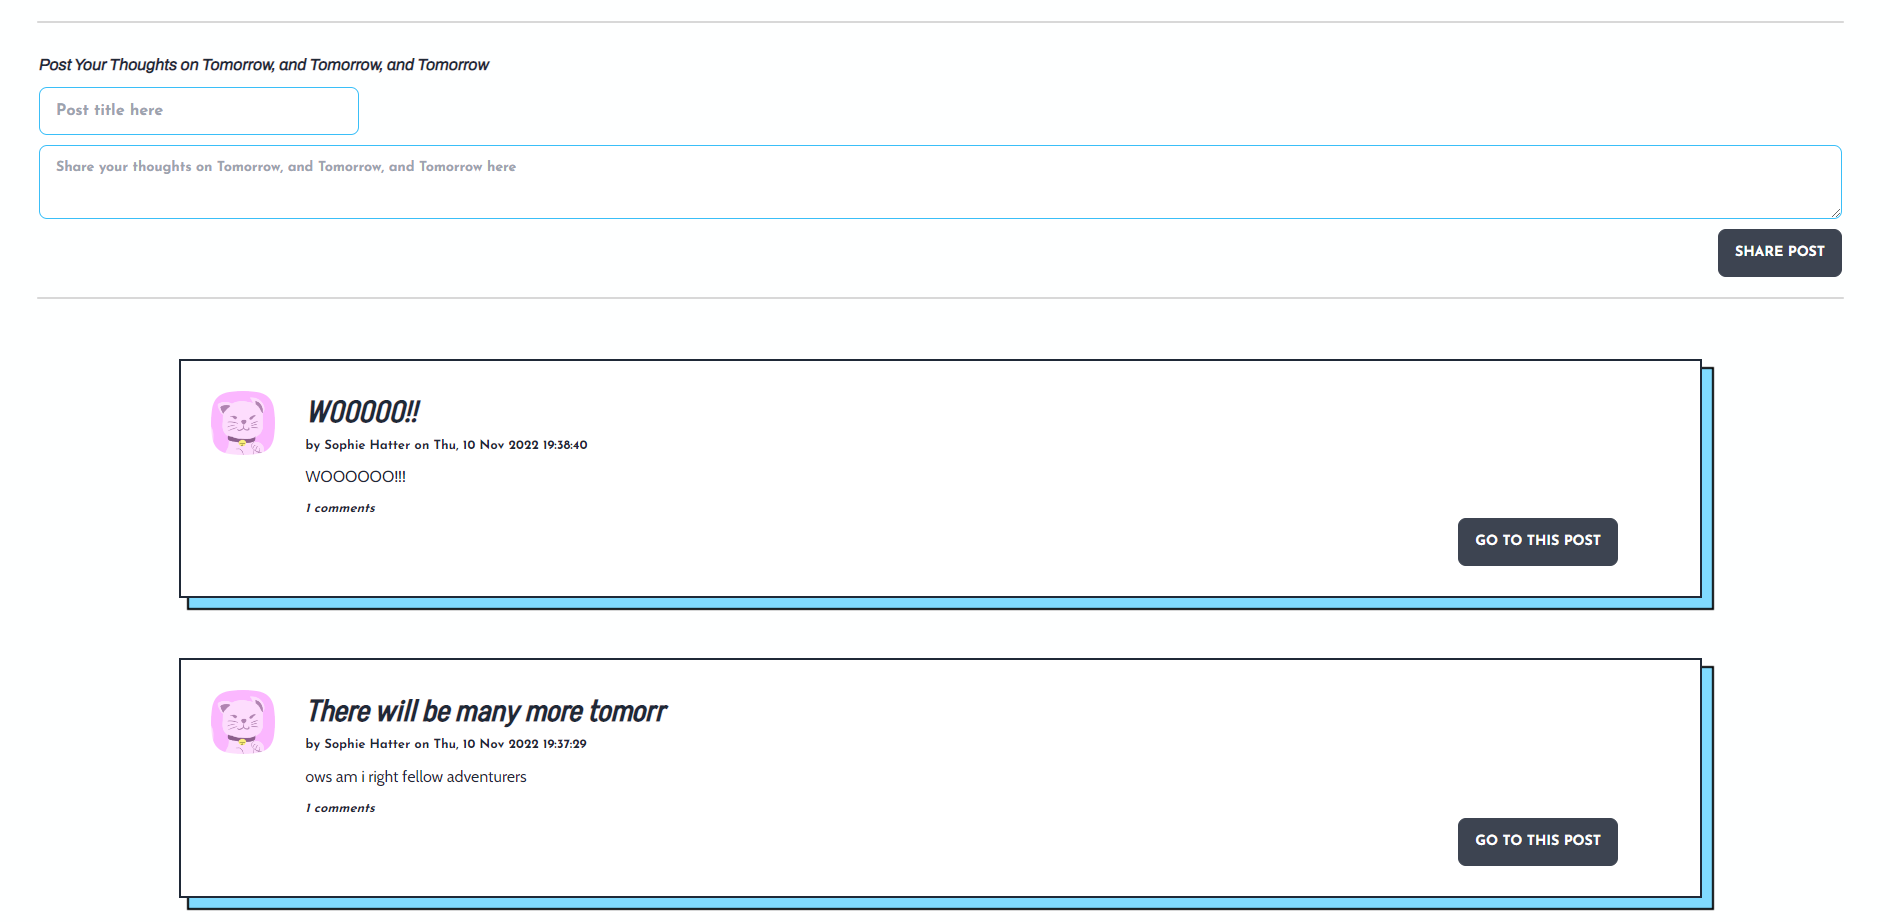 Post Your Thoughts on Tomorrow, and Tomorrow, and Tomorrow
Post title here
Share your thoughts on Tomorrow, and Tomorrow, and Tomorrow here
SHARE POST
WOOOOO!!
by Sophie Hatter on Thu, 10 Nov 2022 19:38:40
WOOOOOO!!!
1 comments
GO TO THIS POST
There will be many more tomorr
by Sophie Hatter on Thu, 10 Nov 2022 19:37:29
ows am i right fellow adventurers
1 comments
GO TO THIS POST